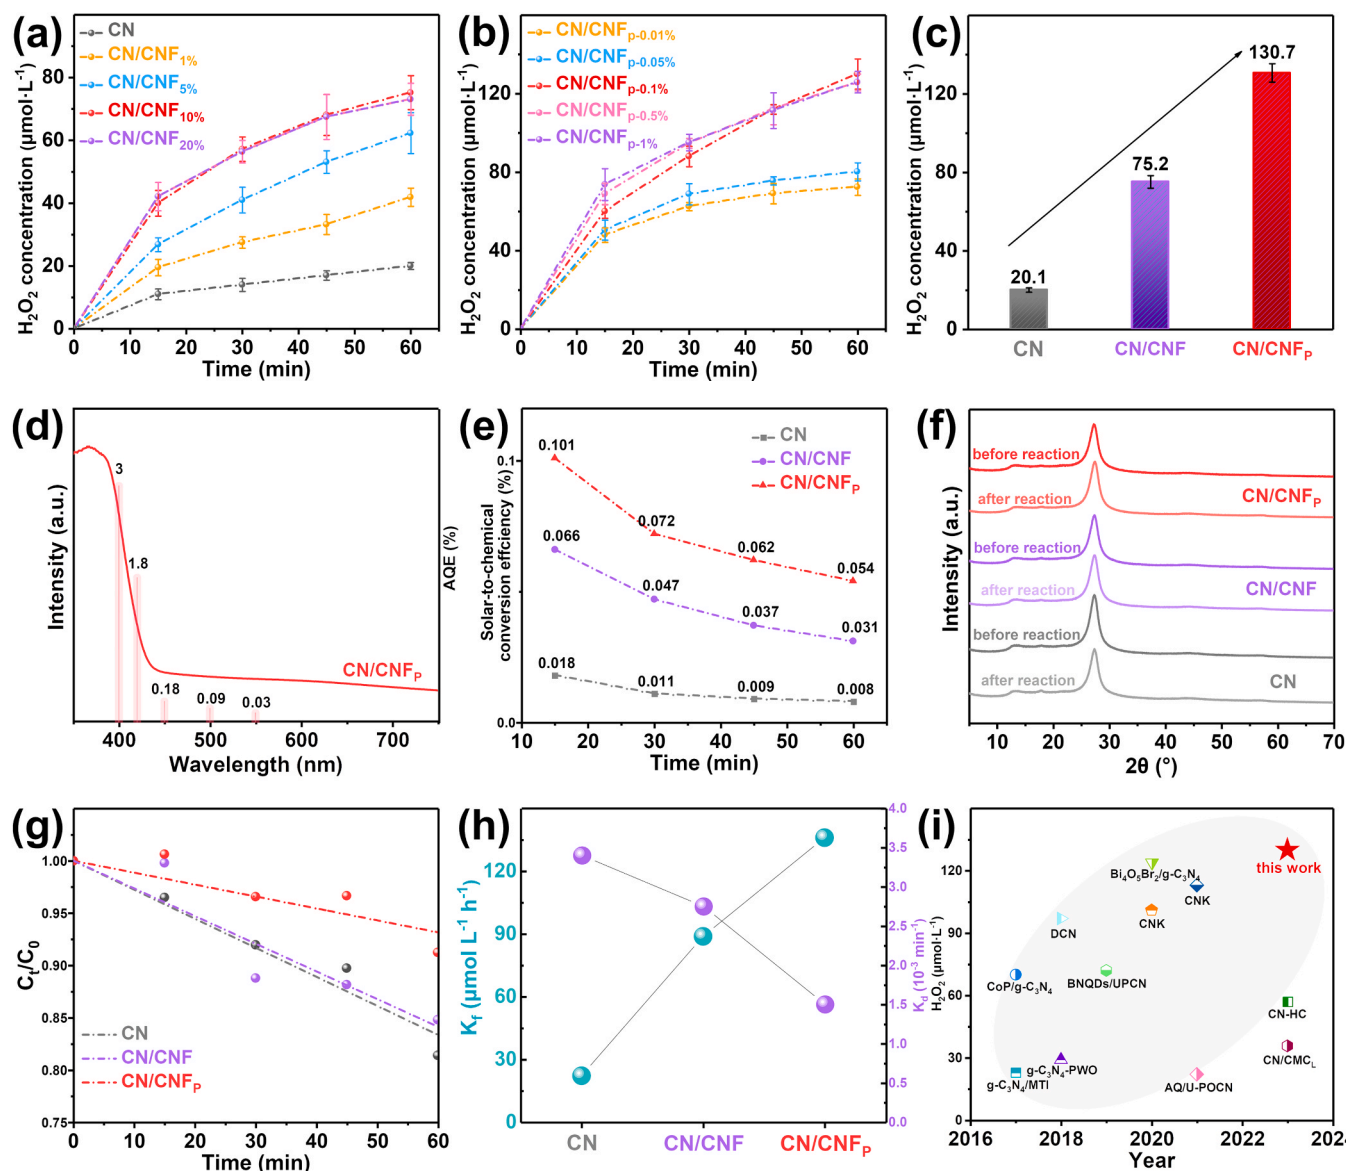 (a)
CN
CN/CNF1%
CN/CNF5%
CN/CNF10%
CN/CNF20%
H2O2 concentration (μmol·L-1)
0
20
40
60
80
0 10 20 30 40 50 60
Time (min)
(b)
CN/CNFp-0.01%
CN/CNFp-0.05%
CN/CNFp-0.1%
CN/CNFp-0.5%
CN/CNFp-1%
H2O2 concentration (μmol·L-1)
0
40
80
120
0 10 20 30 40 50 60
Time (min)
(c)
20.1
75.2
130.7
H2O2 concentration (μmol·L-1)
0
40
80
120
CN CN/CNF CN/CNFP
(d)
3
1.8
0.18
0.09
0.03
CN/CNFP
Intensity (a.u.)
AQE (%)
400 500 600 700
Wavelength (nm)
(e)
CN
CN/CNF
CN/CNFP
0.101
0.072
0.062
0.054
0.066
0.047
0.037
0.031
0.018
0.011
0.009
0.008
Solar-to-chemical
conversion effciency (%)
0.1
0.0
10 20 30 40 50 60
Time (min)
(f)
before reaction
CN/CNFP
after reaction
before reaction
CN/CNF
after reaction
before reaction
CN
after reaction
Intensity (a.u.)
10 20 30 40 50 60 70
2θ (°)
(g)
CN
CN/CNF
CN/CNFP
Ct/C0
1.00
0.95
0.90
0.85
0.80
0.75
0 15 30 45 60
Time (min)
(h)
Kf (μmol L-1 h-1)
0
30
60
90
120
Kd (10-3 min-1)
0.0
0.5
1.0
1.5
2.0
2.5
3.0
3.5
4.0
CN CN/CNF CN/CNFP
(i)
this work
Bi4O5Br2/g-C3N4
CNK
CNK
DCN
BNQDs/UPCN
CoP/g-C3N4
CN-HC
CN/CMCL
g-C3N4-PWO
g-C3N4/MTI
AQ/U-POCN
H2O2 (μmol·L-1)
0
30
60
90
120
2016 2018 2020 2022 2024
Year